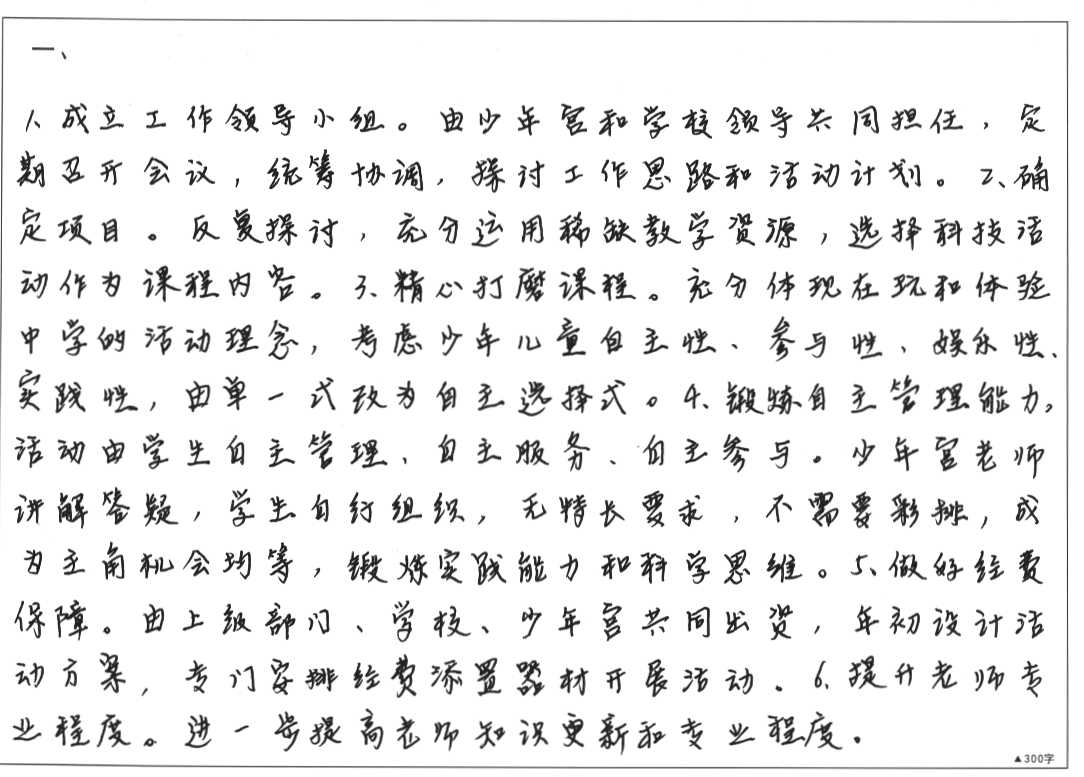 一、
1、成立工作领导小组。由少年宫和学校领导共同担任，定
期召开会议，统筹协调，探讨工作思路和活动计划。2、确
定项目。反复探讨，充分运用稀缺教学资源，选择科技活
动作为课程内容。3、精心打磨课程。充分体现在玩和体验
中学的活动理念，考虑少年儿童自主性、参与性、娱乐性、
实践性，由单一式改为自主选择式。4、锻炼自主管理能力。
活动由学生自主管理、自主服务、自主参与。少年宫老师
讲解答疑，学生自行组织，无特长要求，不需要彩排，成
为主角机会均等，锻炼实践能力和科学思维。5、做好经费
保障。由上级部门、学校、少年宫共同出资，年初设计活
动方案，专门安排经费添置器材开展活动。6、提升老师专
业程度。进一步提高老师知识更新和专业程度。
▲300字